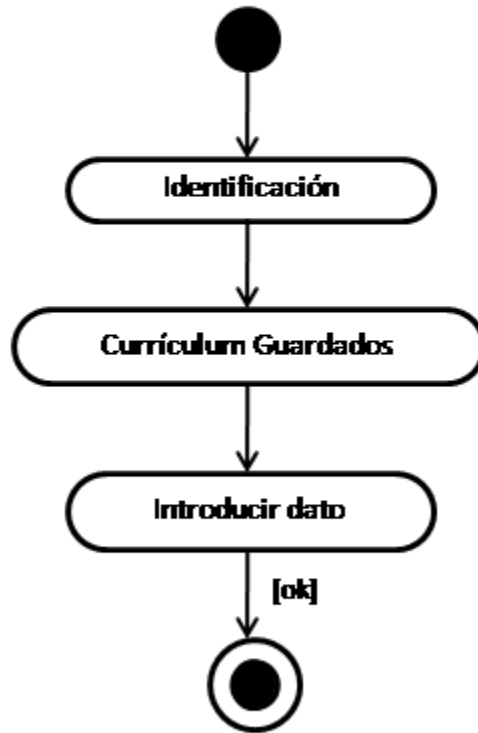 Identificación
Currículum Guardados
Introducir dato
[ok]